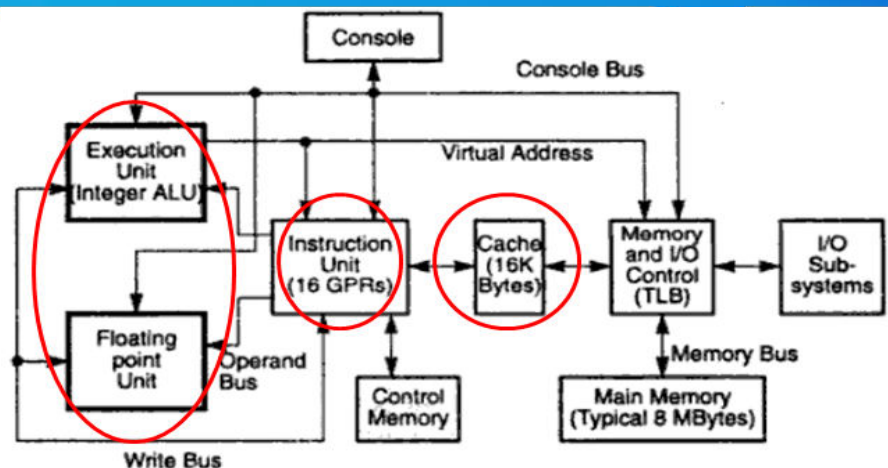 Console
Console Bus
Execution
Unit
(Integer ALU)
Virtual Address
Instruction
Unit
(16 GPRs)
Cache
(16K
Bytes)
Memory
and I/O
Control
(TLB)
I/O
Sub-
systems
Floating
point
Unit
Operand
Bus
Memory Bus
Control
Memory
Main Memory
(Typical 8 MBytes)
Write Bus